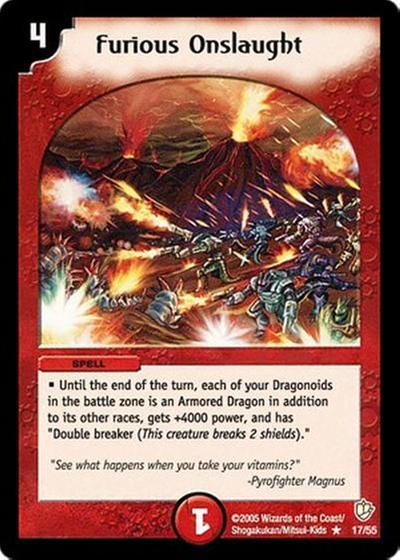 4
Furious Onslaught
SPELL
▪ Until the end of the turn, each of your Dragonoids
in the battle zone is an Armored Dragon in addition
to its other races, gets +4000 power, and has
"Double breaker (This creature breaks 2 shields)."
"See what happens when you take your vitamins?"
-Pyrofighter Magnus
1
©2005 Wizards of the Coast/
Shogakukan/Mitsui-Kids ★ 17/55